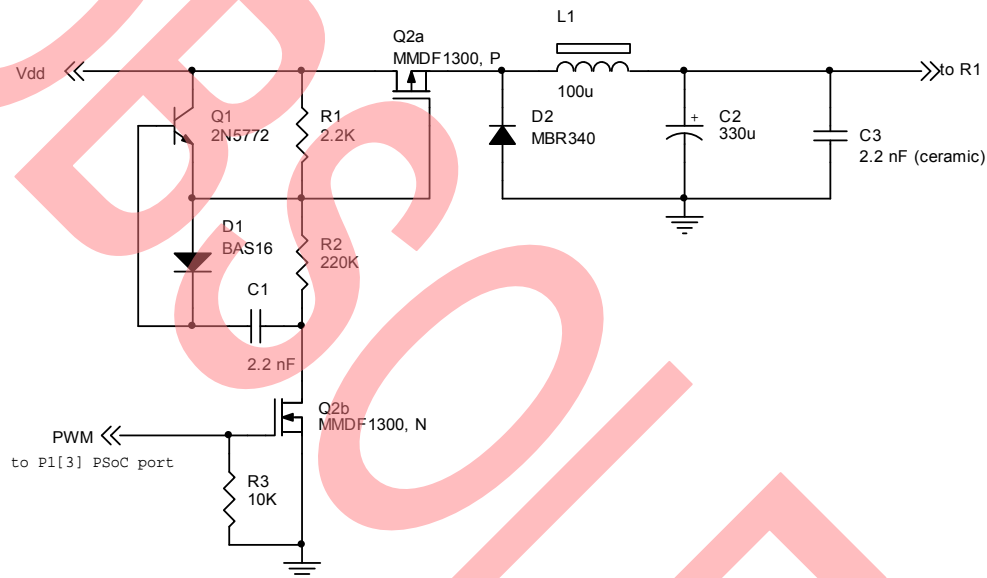 L1
Q2a
MMDF1300, P
Vdd
to R1
100u
Q1
2N5772
R1
2.2K
D2
MBR340
C2
330u
+
C3
2.2 nF (ceramic)
D1
BAS16
R2
220K
C1
2.2 nF
Q2b
MMDF1300, N
PWM
to P1[3] PSoC port
R3
10K